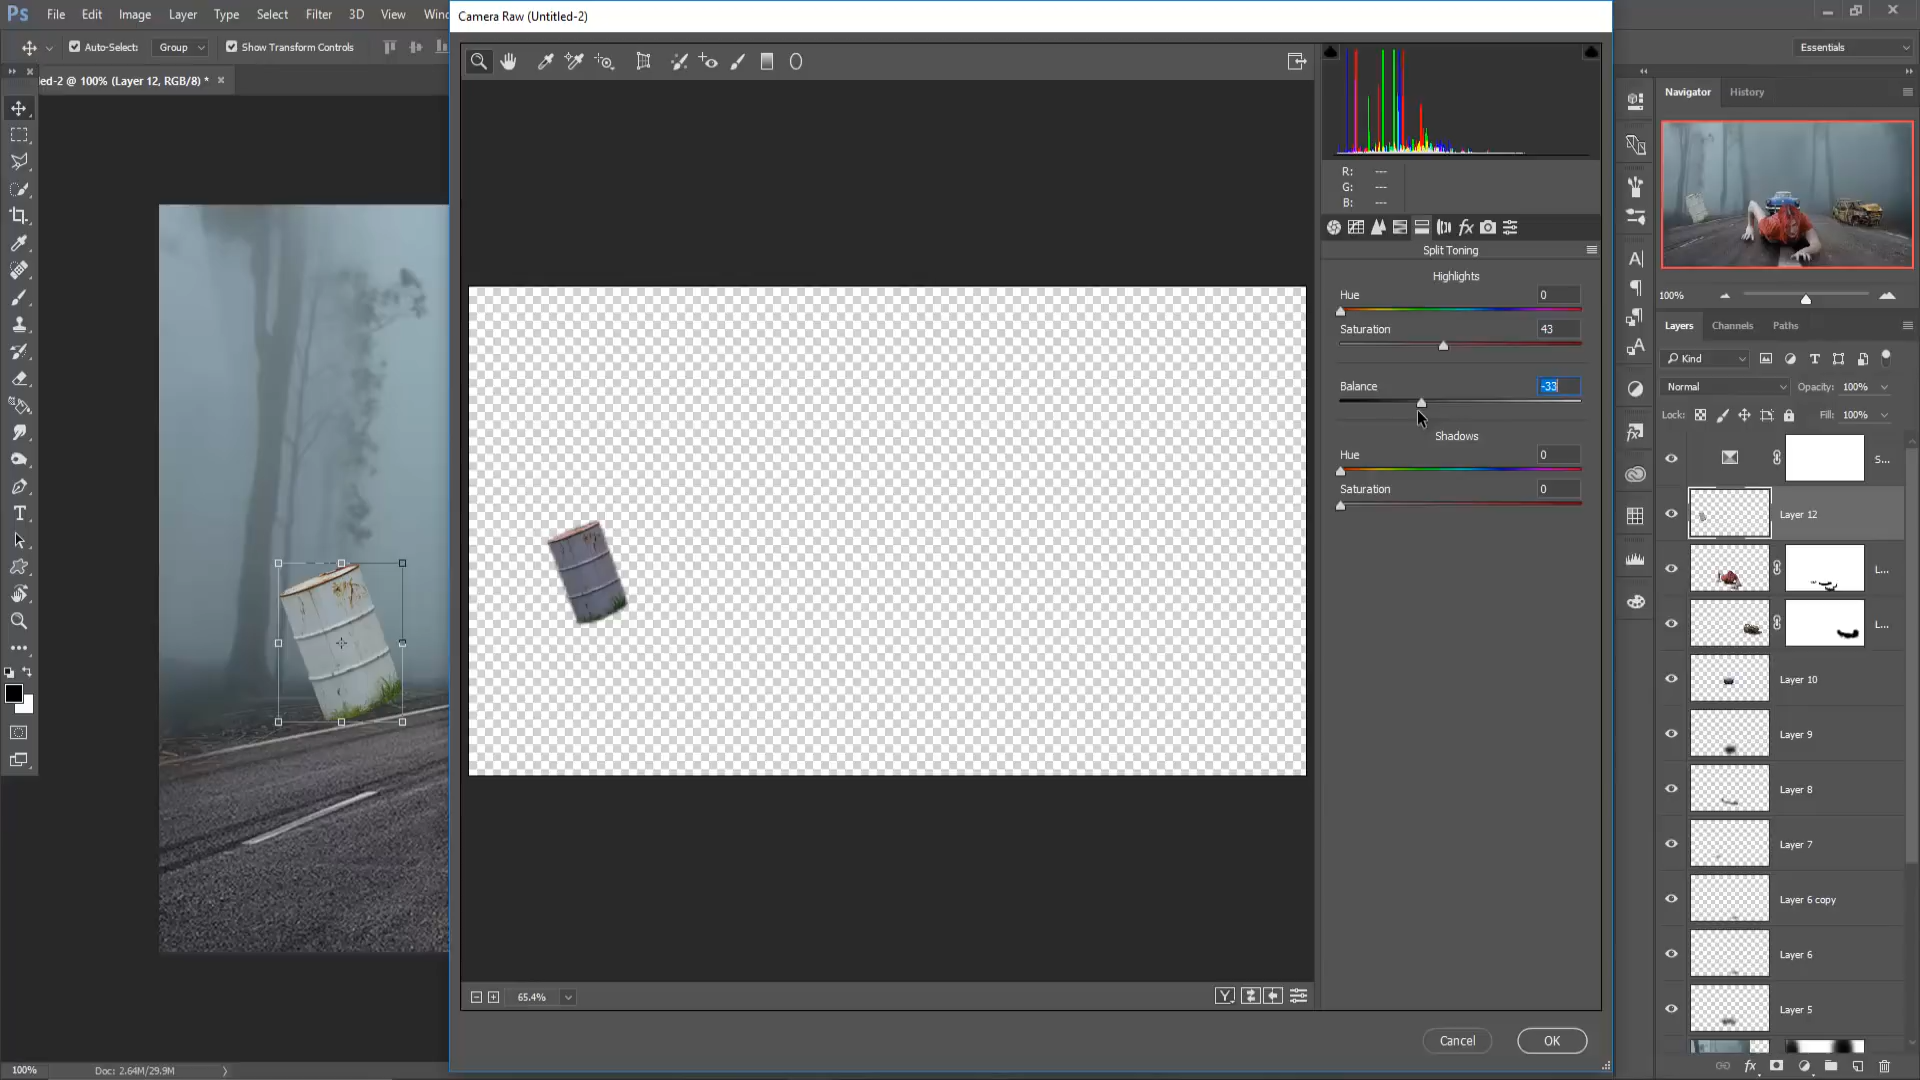 Ps File Edit Image Layer Type Select Filter 3D View Wind
Camera Raw (Untitled-2)
Auto-Select: Group Show Transform Controls
Essentials
ed-2 @ 100% (Layer 12, RGB/8) *
Navigator History
100%
R: ---
G: ---
B: ---
Split Toning
Highlights
Hue 0
Saturation 43
Balance -33
Shadows
Hue 0
Saturation 0
Layers Channels Paths
Kind
Normal Opacity: 100%
Lock: Fill: 100%
S...
Layer 12
L...
L...
Layer 10
Layer 9
Layer 8
Layer 7
Layer 6 copy
Layer 6
Layer 5
65.4%
Y
Cancel OK
100% Doc: 2.64M/29.9M